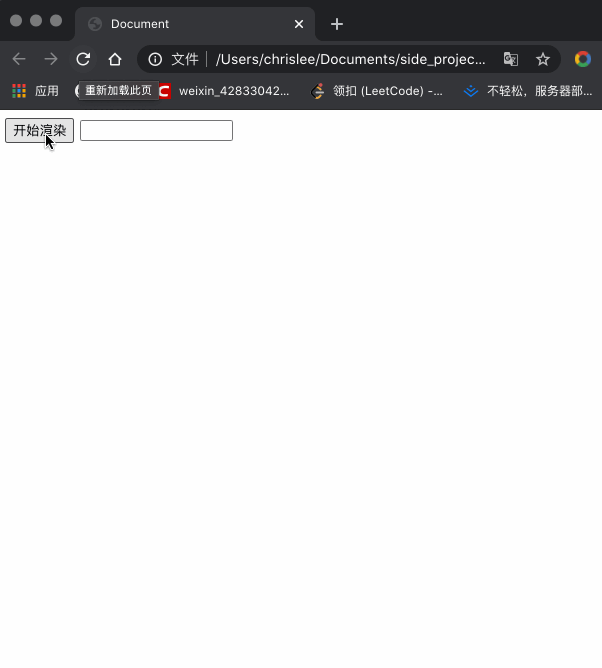 Document
文件 /Users/chrislee/Documents/side_projec...
应用 重新加载此页 weixin_42833042... 领扣 (LeetCode) -... 不轻松，服务器部...
开始渲染